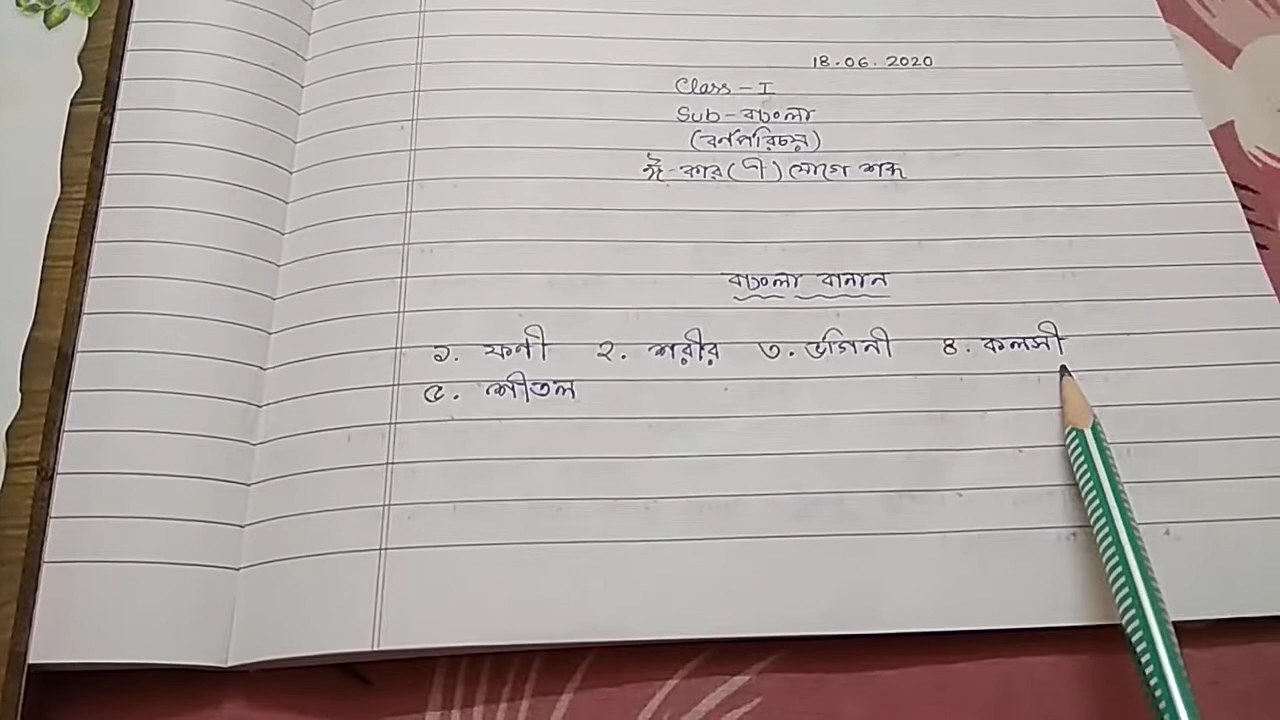 18.06.2020
Class - I
Sub - বাংলা
(বর্ণপরিচয়)
ঈ-কার (ী) যোগে শব্দ
বাংলা বানান
১. ফণী ২. শরীর ৩. ভগিনী ৪. কলসী
৫. শীতল